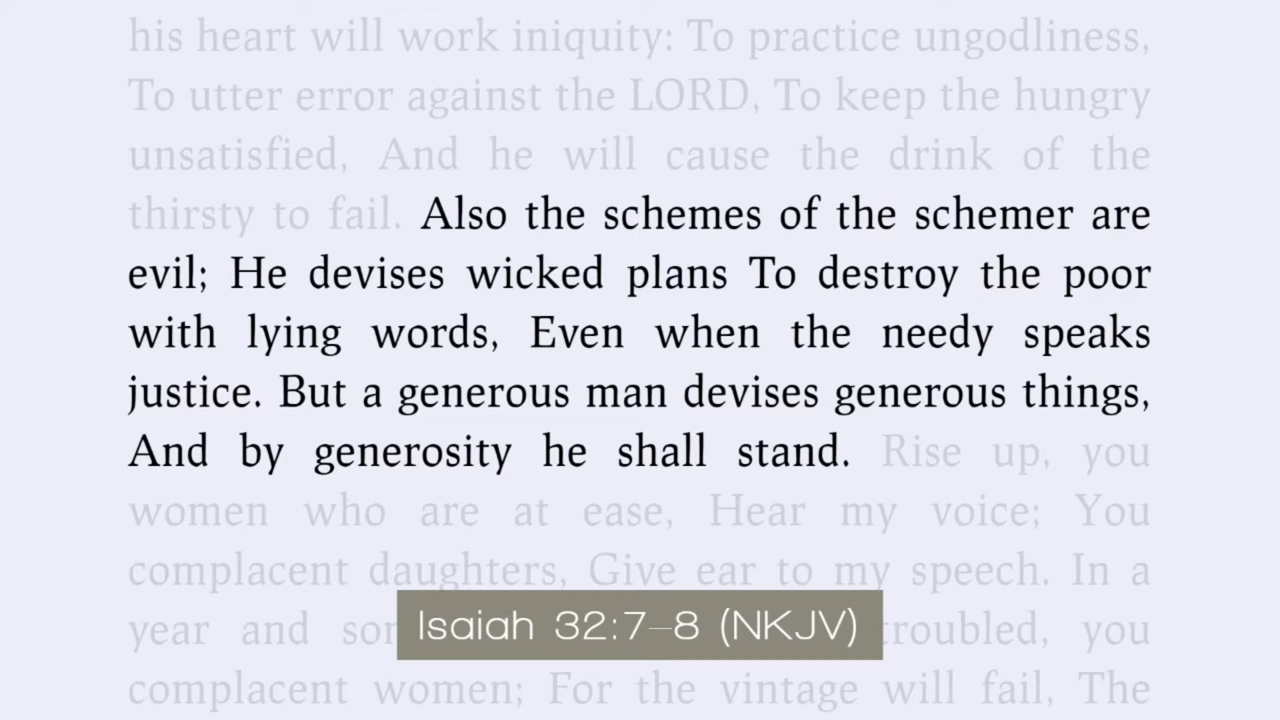 his heart will work iniquity: To practice ungodliness,
To utter error against the LORD, To keep the hungry
unsatisfied, And he will cause the drink of the
thirsty to fail. Also the schemes of the schemer are
evil; He devises wicked plans To destroy the poor
with lying words, Even when the needy speaks
justice. But a generous man devises generous things,
And by generosity he shall stand. Rise up, you
women who are at ease, Hear my voice; You
complacent daughters, Give ear to my speech. In a
year and troubled, you
Isaiah 32:7–8 (NKJV)
complacent women; For the vintage will fail, The